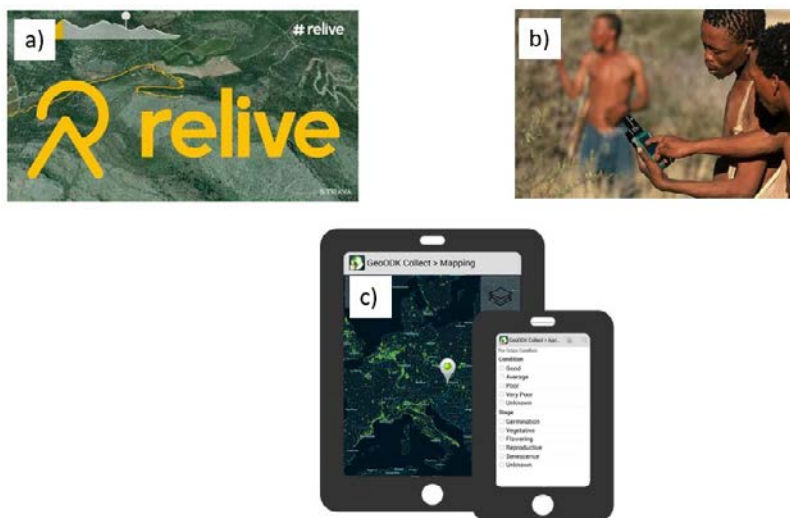 a)
#relive
relive
STRAVA
b)
GeoODK Collect > Mapping
c)
GeoODK Collect >
Condition
Good
Average
Poor
Very Poor
Unknown
Stage
Germination
Vegetative
Flowering
Reproductive
Senescence
Unknown